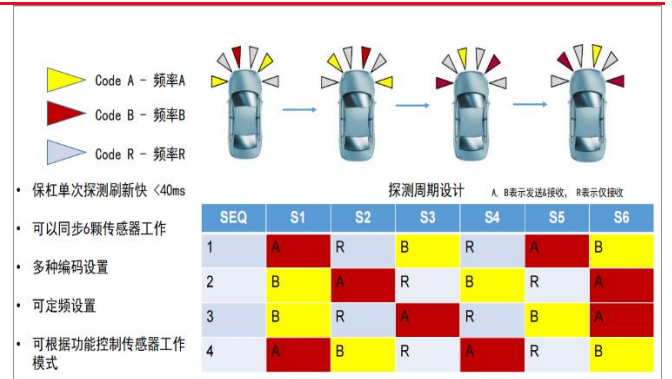 Code A - 频率A
Code B - 频率B
Code R - 频率R
• 保杠单次探测刷新快 <40ms
• 可以同步6颗传感器工作
• 多种编码设置
• 可定频设置
• 可根据功能控制传感器工作
模式
探测周期设计 A、B表示发送&接收, R表示仅接收
SEQ S1 S2 S3 S4 S5 S6
1 A R B R A B
2 B A R B R A
3 B R A R B A
4 A B R A R B